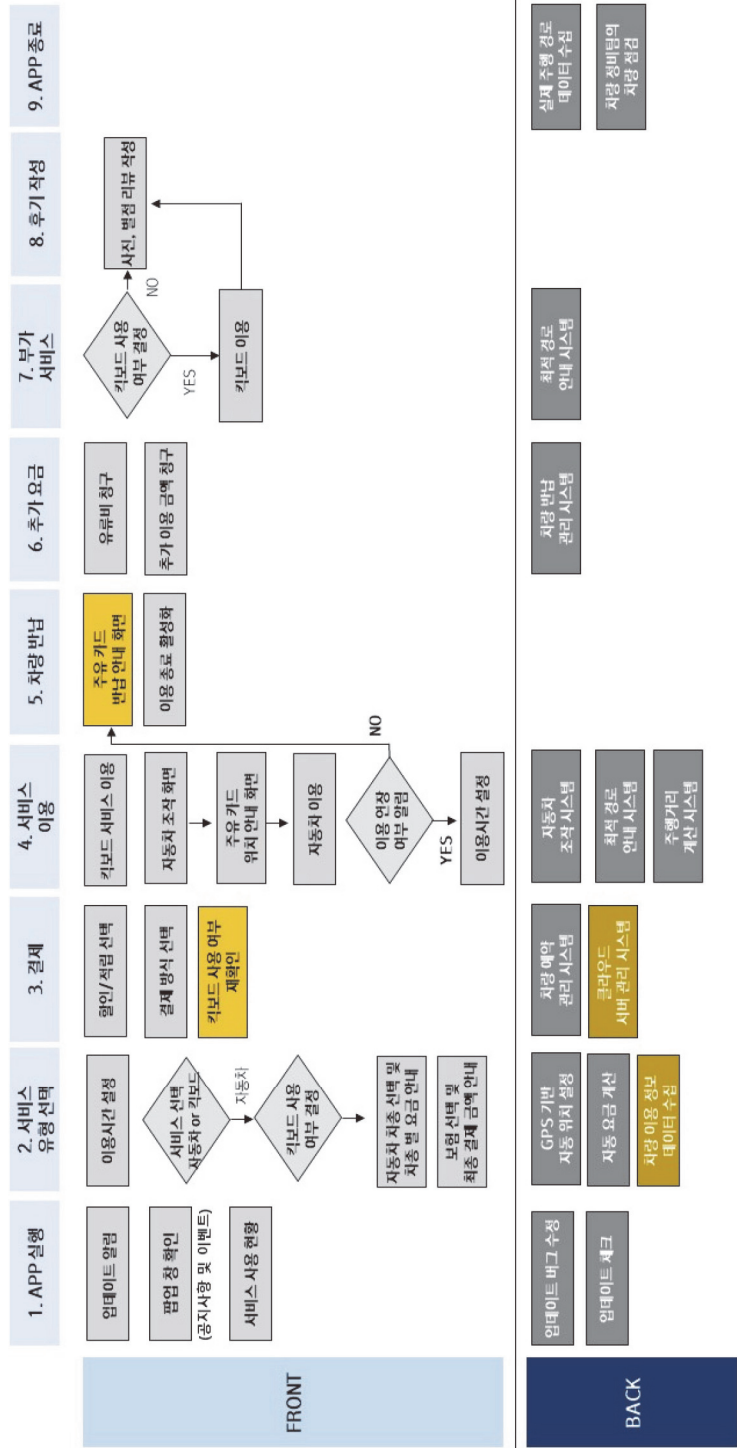 1. APP 실행
2. 서비스
유형 선택
3. 결제
4. 서비스
이용
5. 차량 반납
6. 추가 요금
7. 부가
서비스
8. 후기 작성
9. APP 종료
FRONT
업데이트 알림
팝업 창 확인
(공지사항 및 이벤트)
서비스 사용 현황
이용시간 설정
서비스 선택
자동차 or 킥보드
자동차
킥보드 사용
여부 결정
자동차 차종 선택 및
차종 별 요금 안내
보험 선택 및
최종 결제 금액 안내
할인/적립 선택
결제 방식 선택
킥보드 사용 여부
재확인
킥보드 서비스 이용
자동차 조작 화면
주유 카드
위치 안내 화면
자동차 이용
이용 연장
여부 알림
NO
YES
이용시간 설정
주유 카드
반납 안내 화면
이용 종료 활성화
유류비 청구
추가 이용 금액 청구
킥보드 사용
여부 결정
NO
YES
킥보드 이용
사진, 별점 리뷰 작성
BACK
업데이트 버그 수정
업데이트 체크
GPS 기반
자동 위치 설정
자동 요금 계산
차량 이용 정보
데이터 수집
차량 예약
관리 시스템
클라우드
서버 관리 시스템
자동차
조작 시스템
최적 경로
안내 시스템
주행거리
계산 시스템
차량 반납
관리 시스템
최적 경로
안내 시스템
실제 주행 경로
데이터 수집
차량 정비팀의
차량 점검